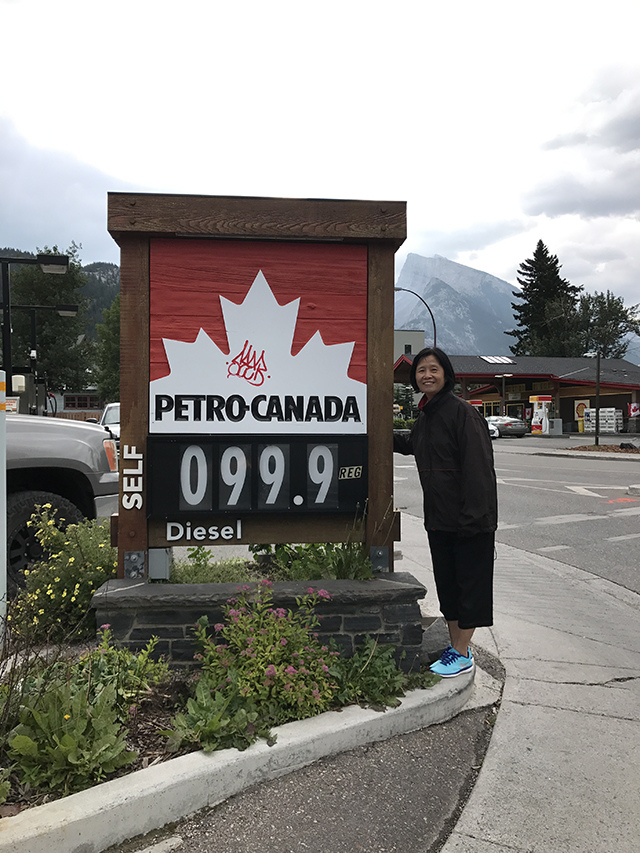 PETRO-CANADA
SELF
099.9 REG
Diesel